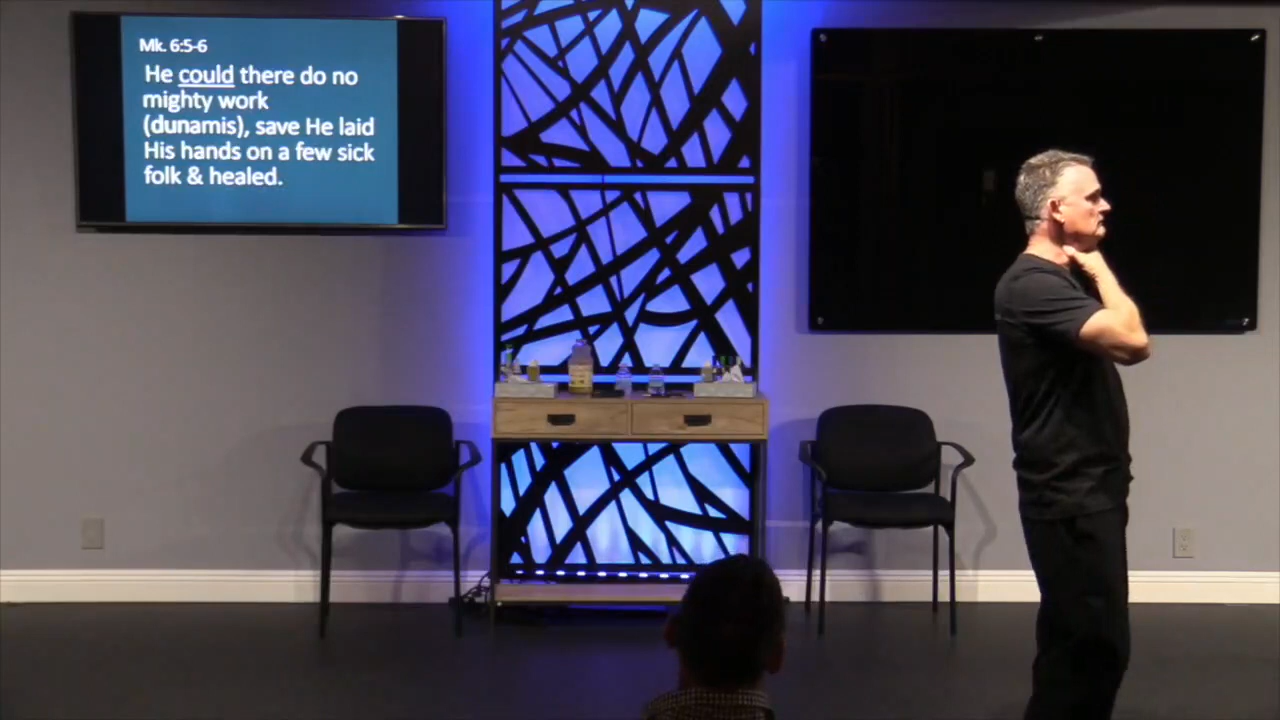 Mk. 6:5-6
He could there do no
mighty work
(dunamis), save He laid
His hands on a few sick
folk & healed.